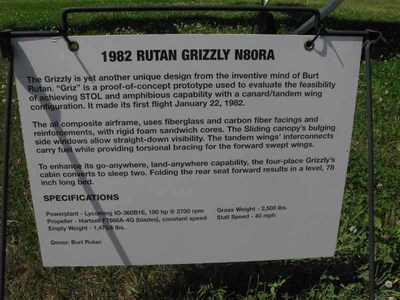 1982 RUTAN GRIZZLY N80RA
The Grizzly is yet another unique design from the inventive mind of Burt
Rutan. "Griz" is a proof-of-concept prototype used to evaluate the feasibility
of achieving STOL and amphibious capability with a canard/tandem wing
configuration. It made its first flight January 22, 1982.
The all composite airframe, uses fiberglass and carbon fiber facings and
reinforcements, with rigid foam sandwich cores. The Sliding canopy's bulging
side windows allow straight-down visibility. The tandem wings' interconnects
carry fuel while providing torsional bracing for the forward swept wings.
To enhance its go-anywhere, land-anywhere capability, the four-place Grizzly's
cabin converts to sleep two. Folding the rear seat forward results in a level, 78
inch long bed.
SPECIFICATIONS
Powerplant - Lycoming IO-360B1E, 180 hp @ 2700 rpm
Propeller - Hartzell F7666A-4Q (blades), constant speed
Empty Weight - 1,475.8 lbs.
Gross Weight - 2,500 lbs.
Stall Speed - 40 mph
Donor: Burt Rutan